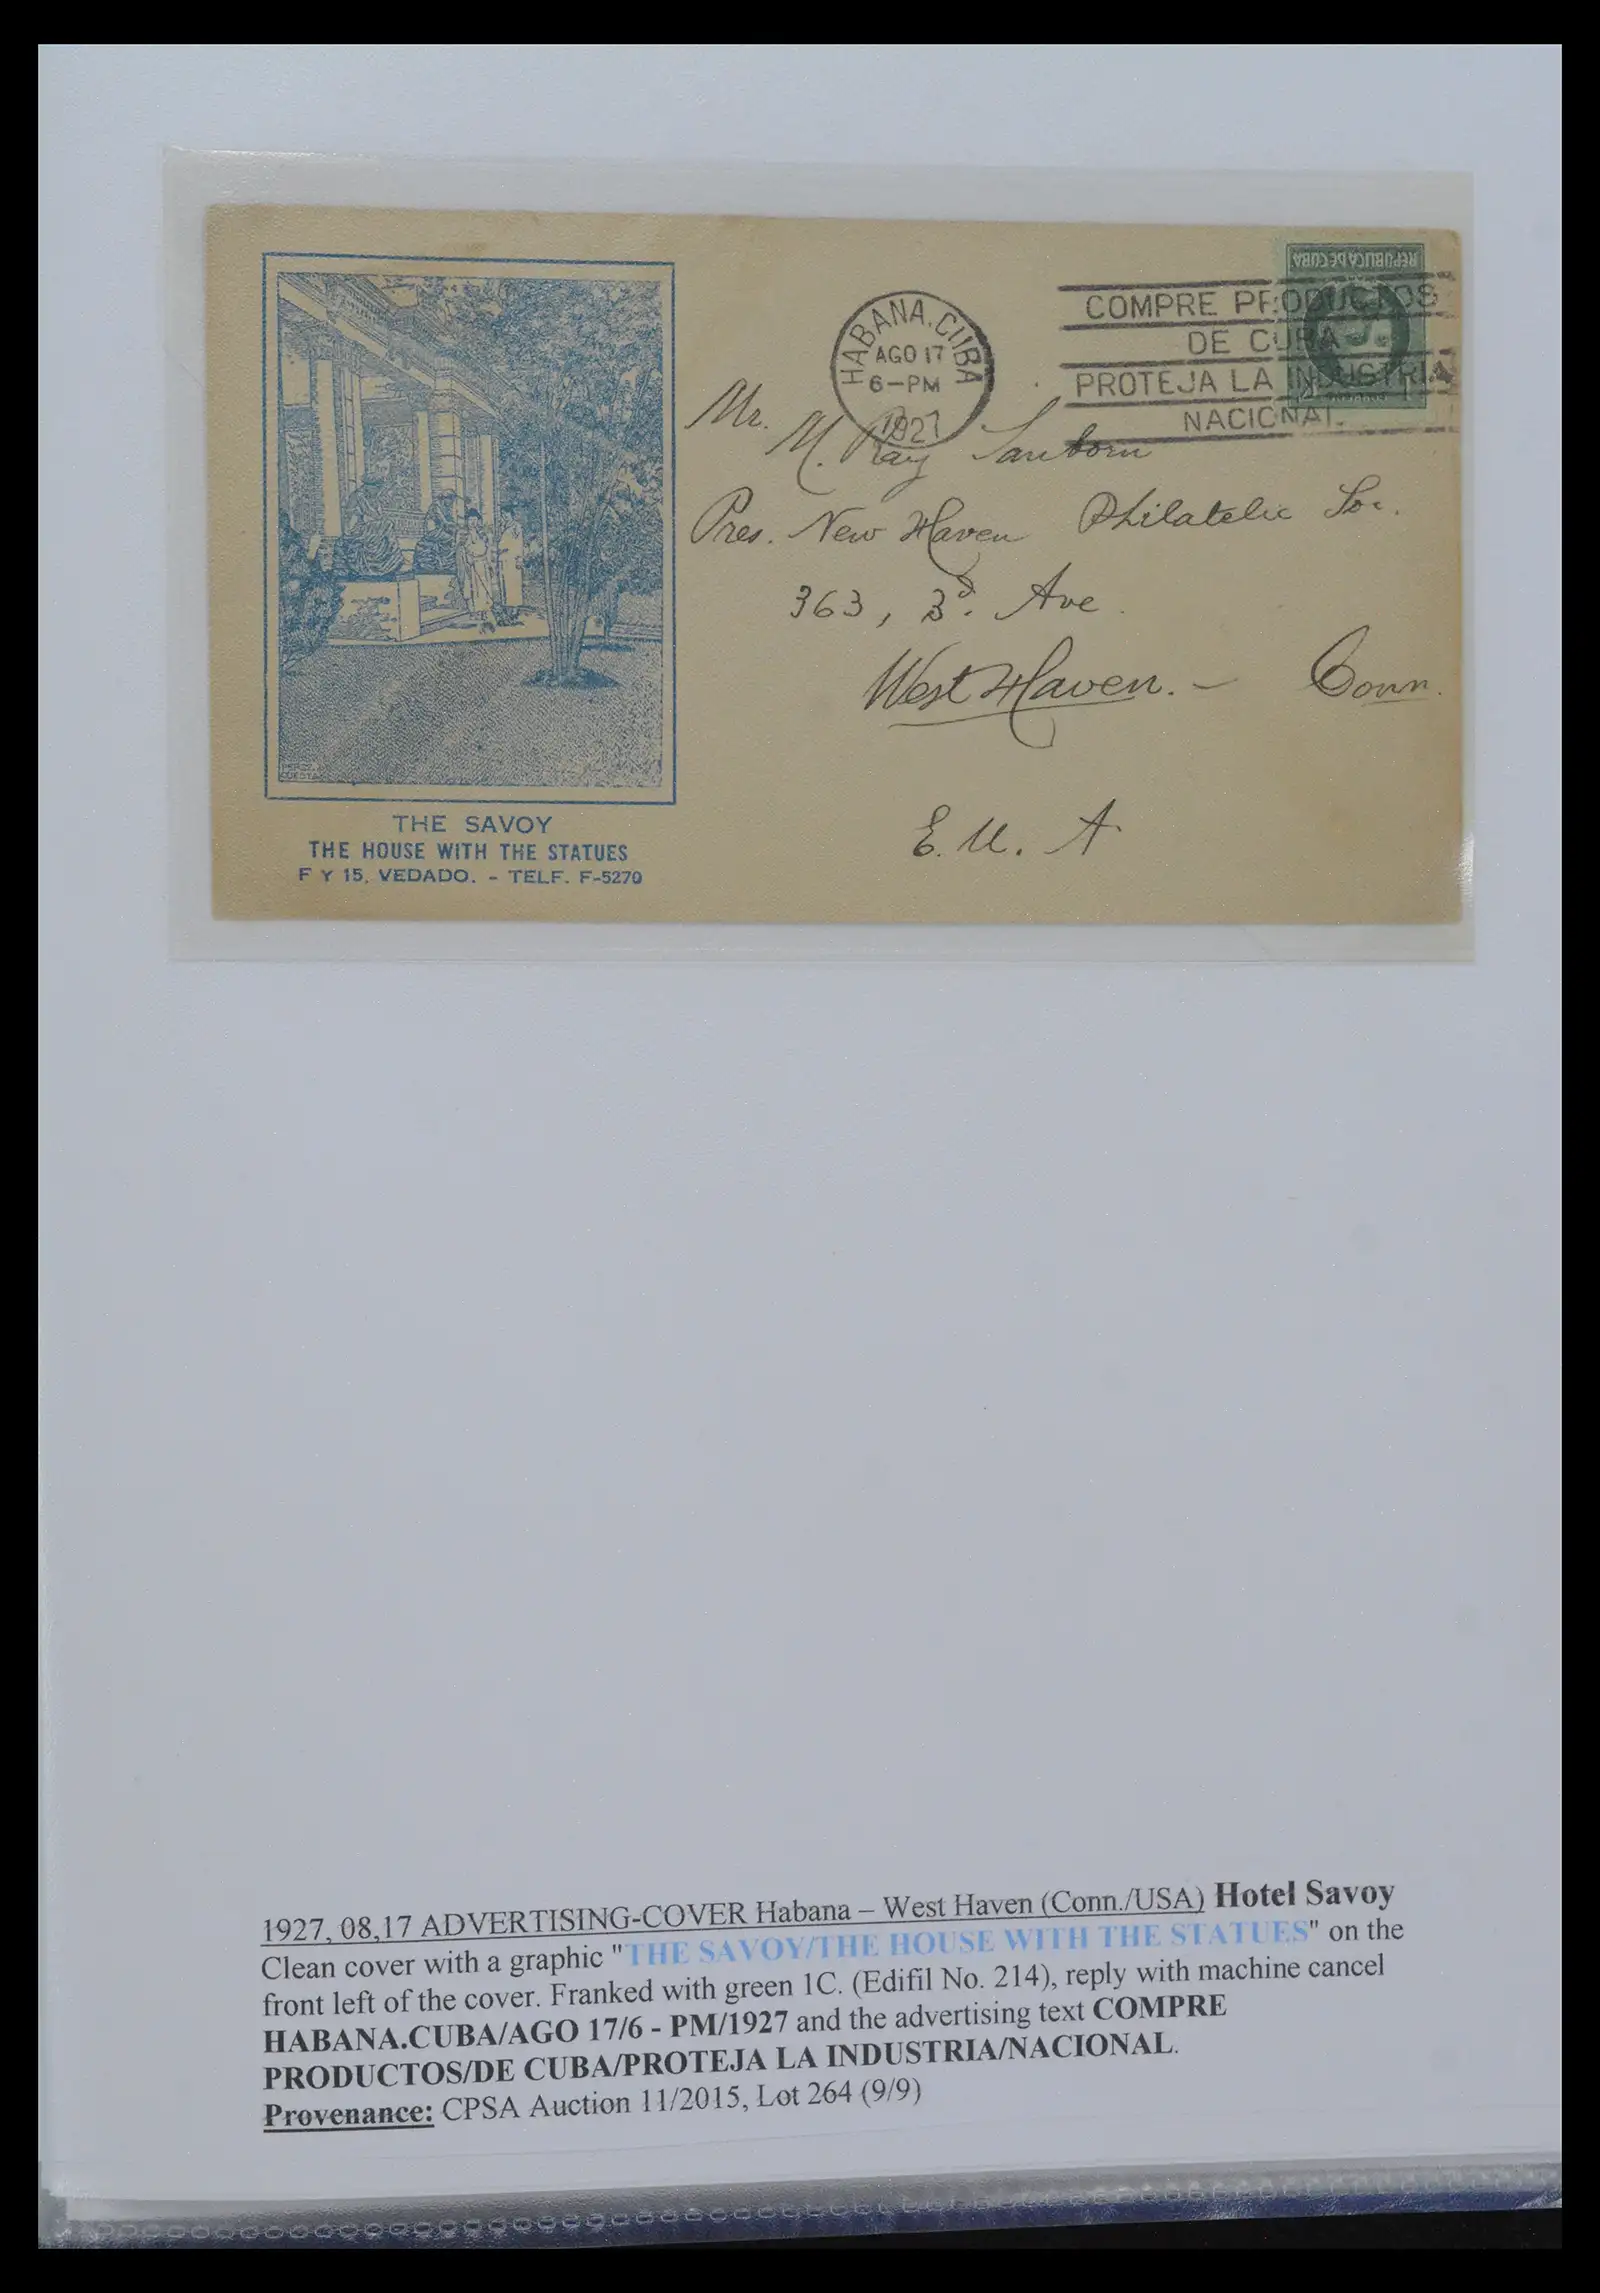 REPUBLICA DE CUBA
HABANA. CUBA
AGO 17
6-PM
1927
COMPRE PRODUCTOS
DE CUBA
PROTEJA LA INDUSTRIA
NACIONAL.
Mr.
M. Ray Sanborn
Pres. New Haven Philatelic Soc.
363, 3d. Ave
West Haven. - Conn.
E. U. A
PEREZ
CUESTA
THE SAVOY
THE HOUSE WITH THE STATUES
F Y 15, VEDADO. - TELF. F-5270
1927, 08,17 ADVERTISING-COVER Habana – West Haven (Conn./USA) Hotel Savoy
Clean cover with a graphic "THE SAVOY/THE HOUSE WITH THE STATUES" on the
front left of the cover. Franked with green 1C. (Edifil No. 214), reply with machine cancel
HABANA.CUBA/AGO 17/6 - PM/1927 and the advertising text COMPRE
PRODUCTOS/DE CUBA/PROTEJA LA INDUSTRIA/NACIONAL.
Provenance: CPSA Auction 11/2015, Lot 264 (9/9)